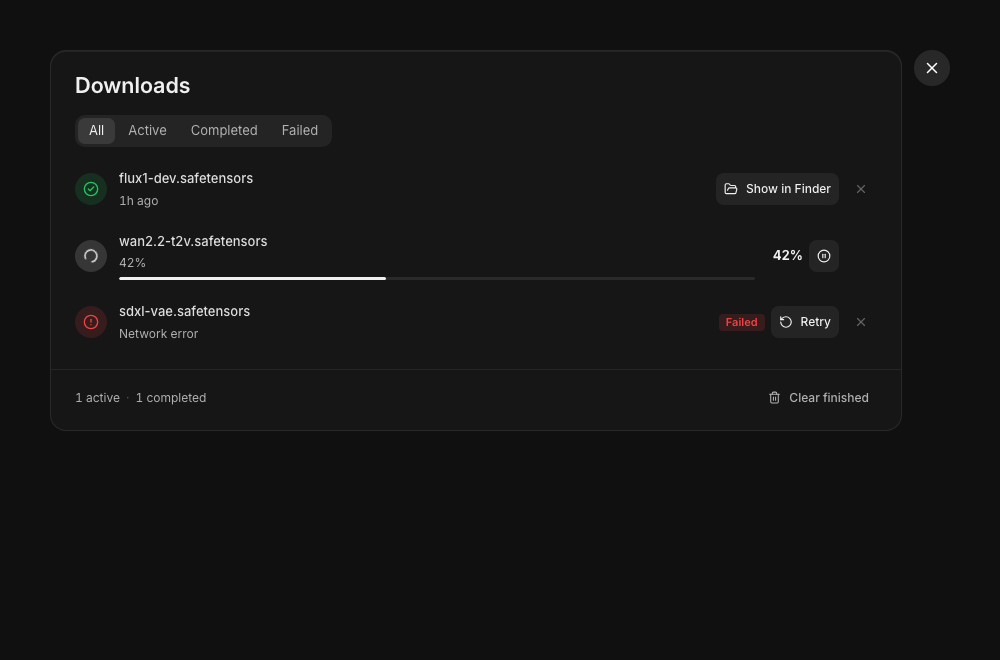 Downloads
All Active Completed Failed
flux1-dev.safetensors
1h ago
Show in Finder
wan2.2-t2v.safetensors
42%
42%
sdxl-vae.safetensors
Network error
Failed Retry
1 active · 1 completed
Clear finished